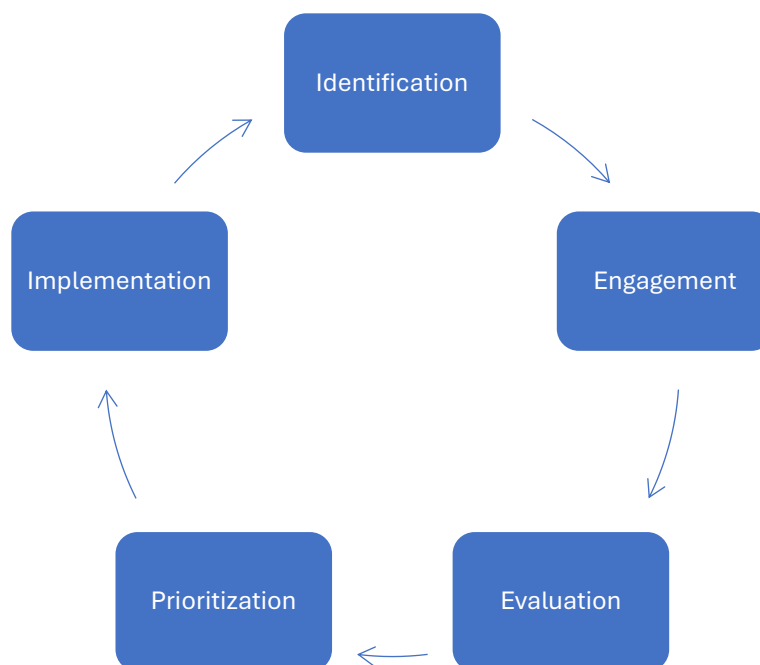 Identification
Engagement
Evaluation
Prioritization
Implementation